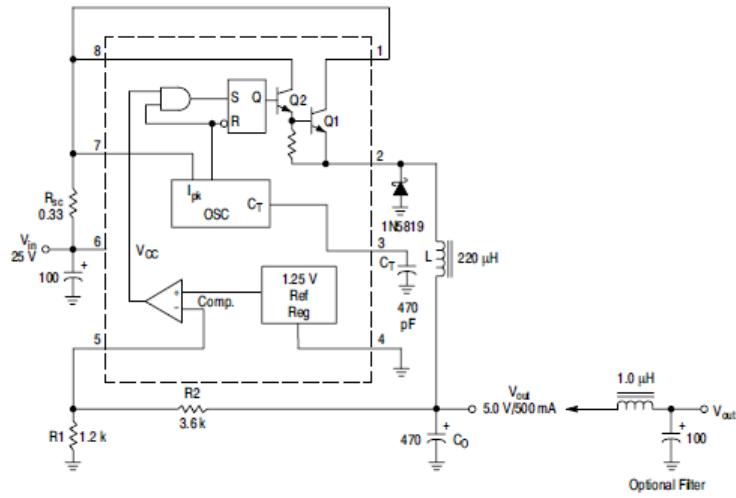 8
1
S Q
Q2
R
Q1
7
2
Ipk
CT
OSC
1N5819
Rsc
0.33
Vin
25 V
6
VCC
3
CT
L
220 µH
100
+
470
pF
+
−
Comp.
1.25 V
Ref
Reg
5
4
R2
3.6 k
R1
1.2 k
Vout
5.0 V/500 mA
1.0 µH
Vout
470
+
CO
+
100
Optional Filter